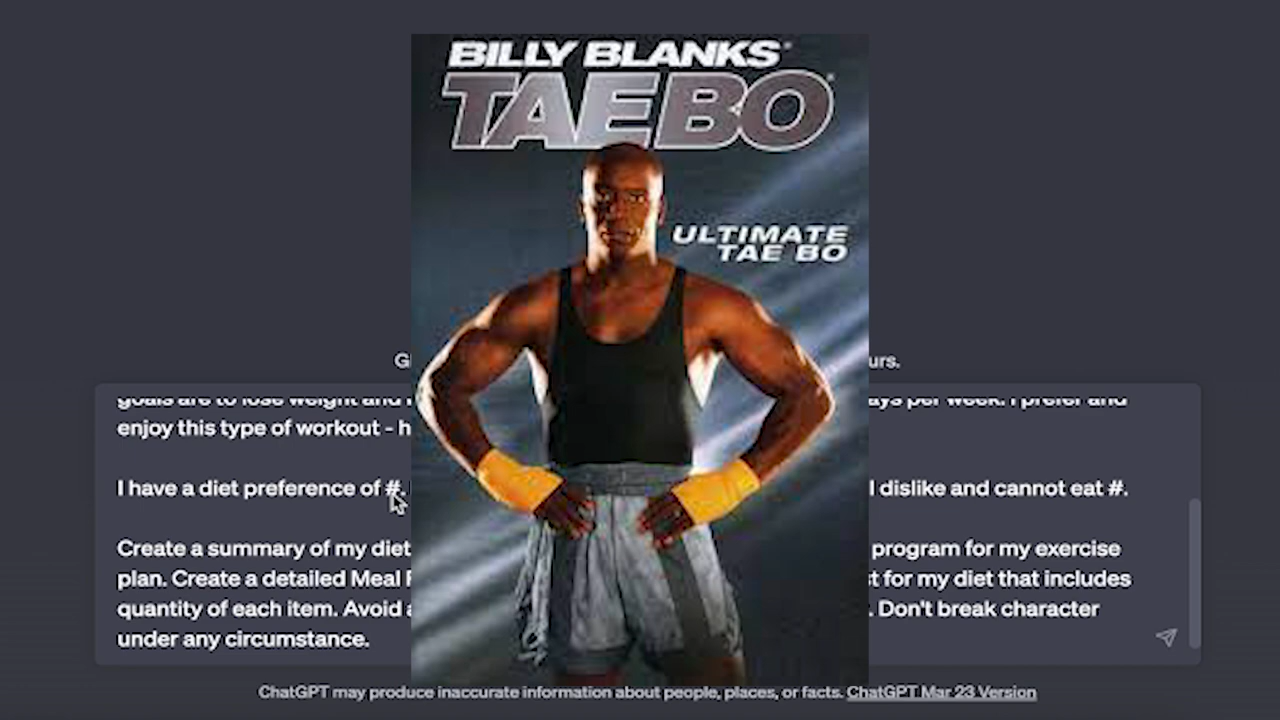 BILLY BLANKS®
TAEBO®
ULTIMATE
TAE BO
urs.
goals are to lose weight and ays per week. I prefer and
enjoy this type of workout - h
I have a diet preference of #. I dislike and cannot eat #.
Create a summary of my diet program for my exercise
plan. Create a detailed Meal t for my diet that includes
quantity of each item. Avoid . Don't break character
under any circumstance.
ChatGPT may produce inaccurate information about people, places, or facts. ChatGPT Mar 23 Version